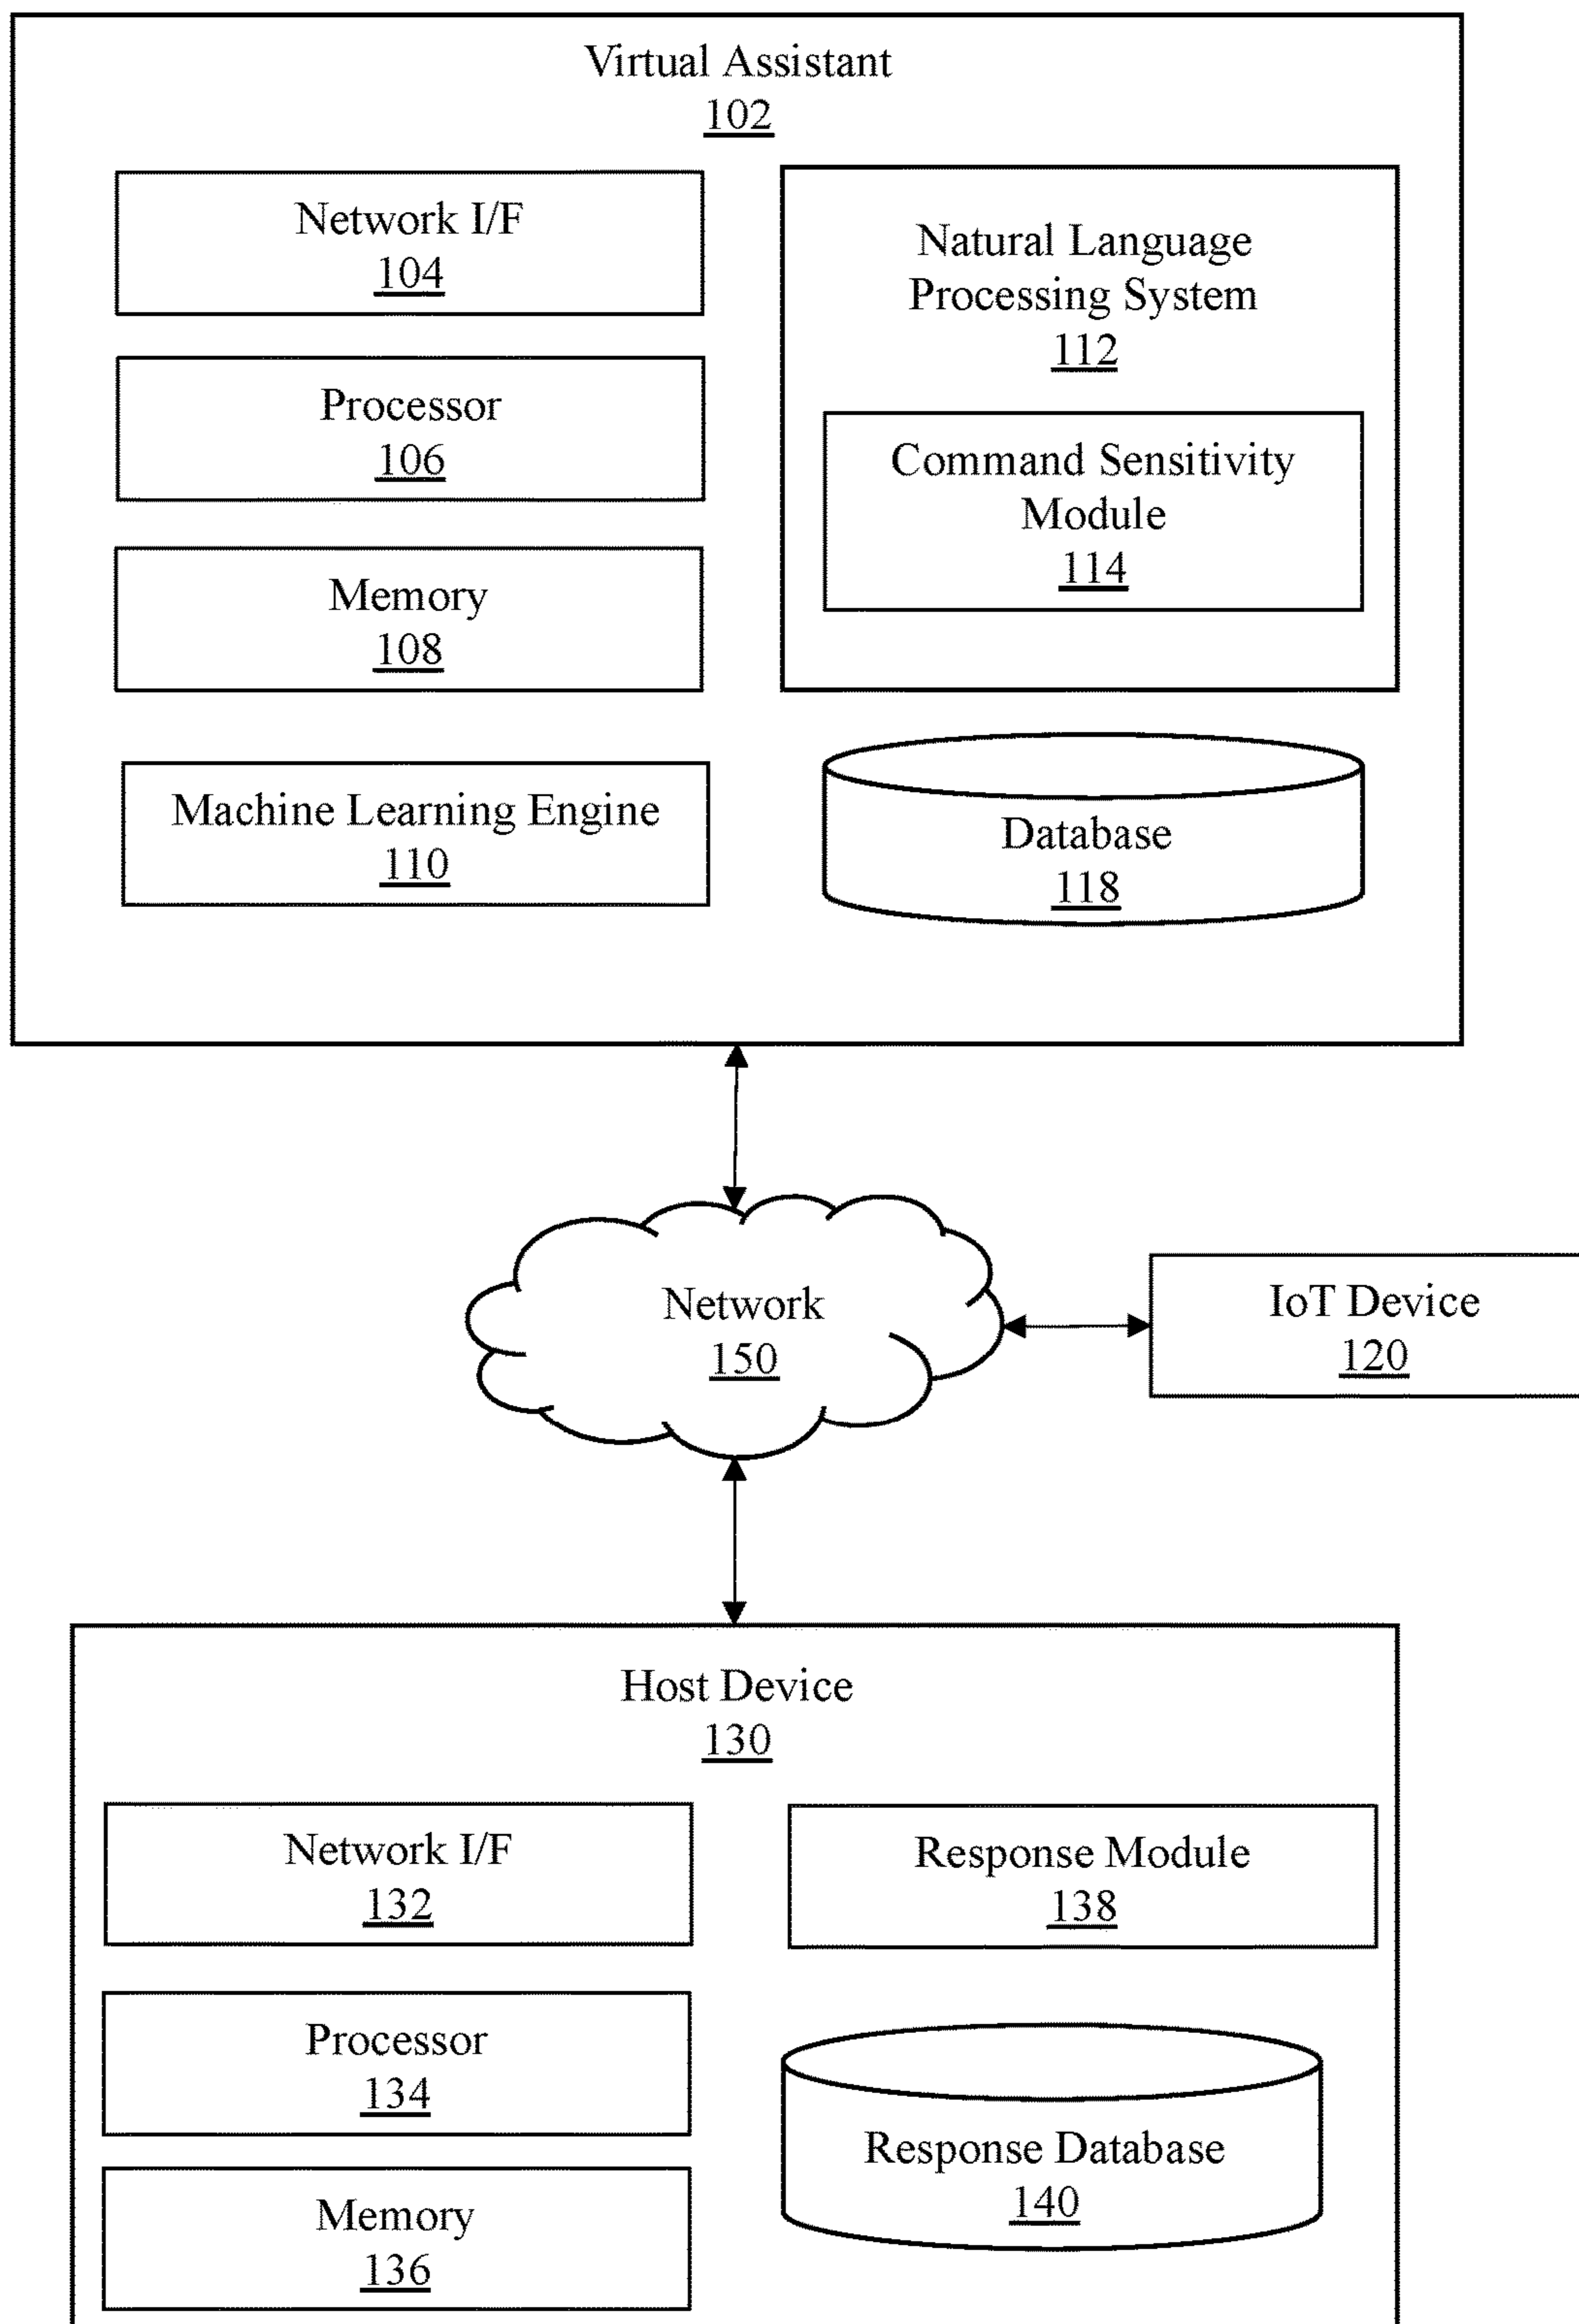 Virtual Assistant
102
Network I/F
104
Processor
106
Memory
108
Machine Learning Engine
110
Natural Language
Processing System
112
Command Sensitivity
Module
114
Database
118
Network
150
IoT Device
120
Host Device
130
Network I/F
132
Processor
134
Memory
136
Response Module
138
Response Database
140